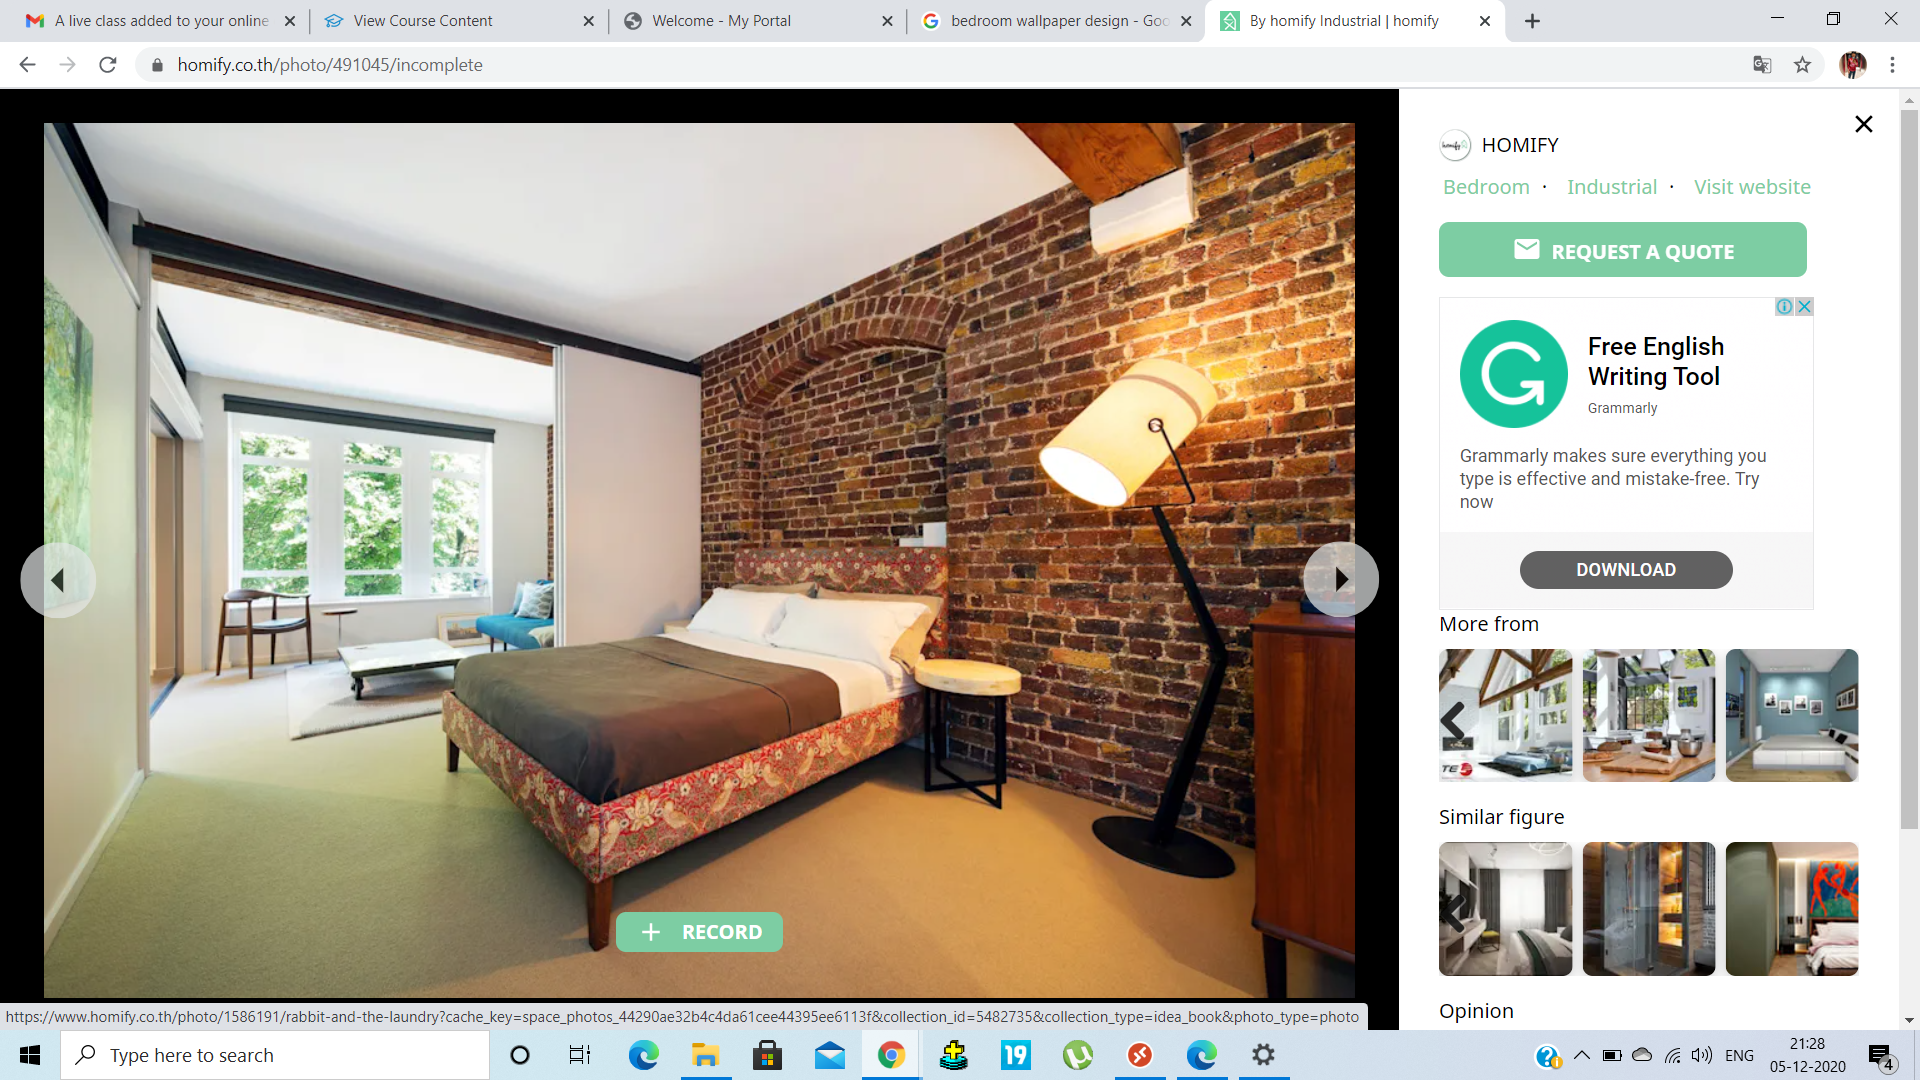 A live class added to your online
View Course Content
Welcome - My Portal
bedroom wallpaper design - Goo
By homify Industrial | homify
homify.co.th/photo/491045/incomplete
homify
HOMIFY
Bedroom · Industrial · Visit website
REQUEST A QUOTE
Free English
Writing Tool
Grammarly
Grammarly makes sure everything you
type is effective and mistake-free. Try
now
DOWNLOAD
More from
TE
Similar figure
+ RECORD
Opinion
https://www.homify.co.th/photo/1586191/rabbit-and-the-laundry?cache_key=space_photos_44290ae32b4c4da61cee44395ee6113f&collection_id=5482735&collection_type=idea_book&photo_type=photo
Type here to search
19
ENG
21:28
05-12-2020
4